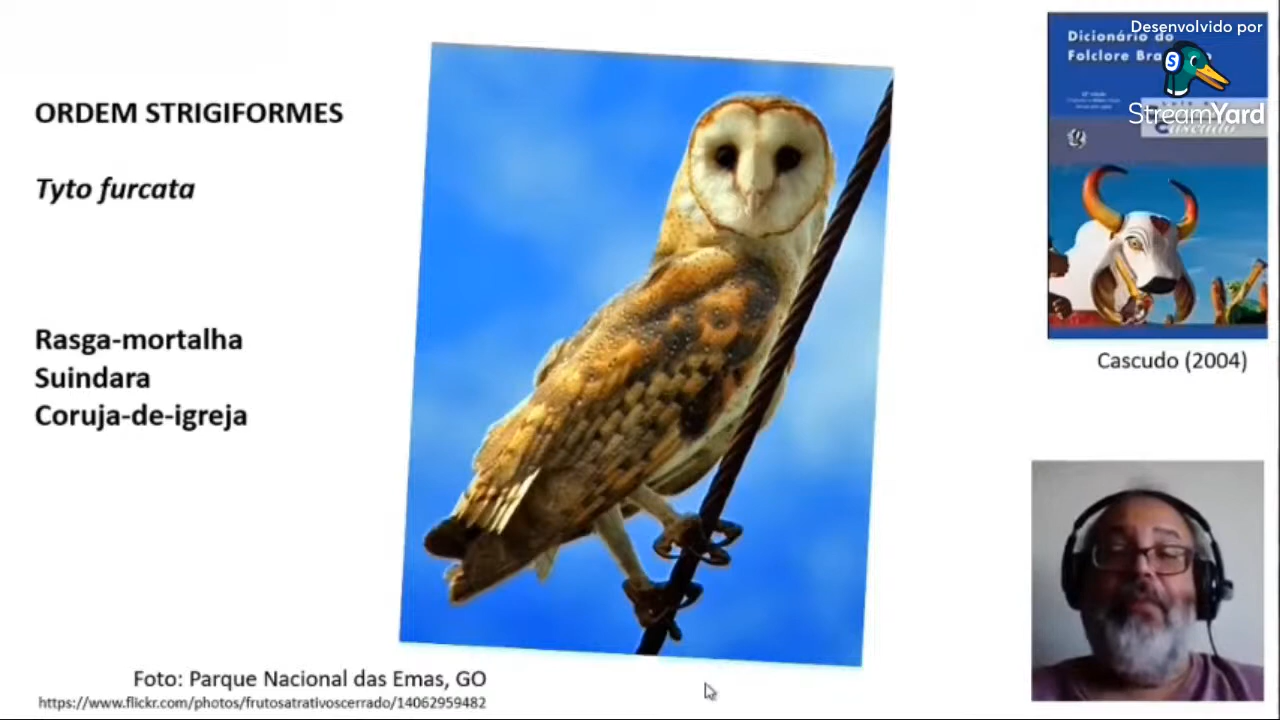 ORDEM STRIGIFORMES
Tyto furcata
Rasga-mortalha
Suindara
Coruja-de-igreja
Foto: Parque Nacional das Emas, GO
https://www.flickr.com/photos/frutosatrativoscerrado/14062959482
Desenvolvido por
StreamYard
Dicionário do
Folclore Bra
Cascudo
Cascudo (2004)